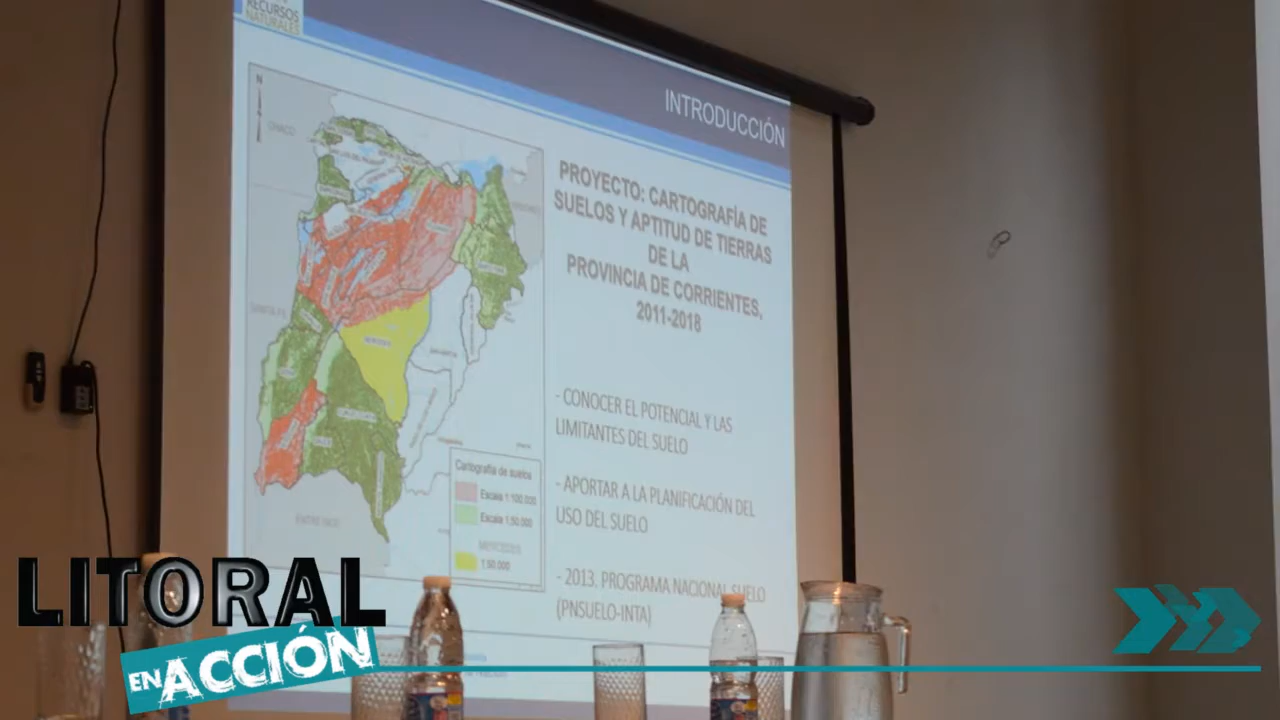 RECURSOS
NATURALES
INTRODUCCIÓN
N
CHACO
SANTA FE
ENTRE RIOS
MERCEDES
PROYECTO: CARTOGRAFÍA DE
SUELOS Y APTITUD DE TIERRAS
DE LA
PROVINCIA DE CORRIENTES,
2011-2018
- CONOCER EL POTENCIAL Y LAS
LIMITANTES DEL SUELO
- APORTAR A LA PLANIFICACIÓN DEL
USO DEL SUELO
- 2013. PROGRAMA NACIONAL SUELO
(PNSUELO-INTA)
Cartografía de suelos
Escala 1:100.000
Escala 1:50.000
MERCEDES
1:50.000
LITORAL
EN ACCIÓN